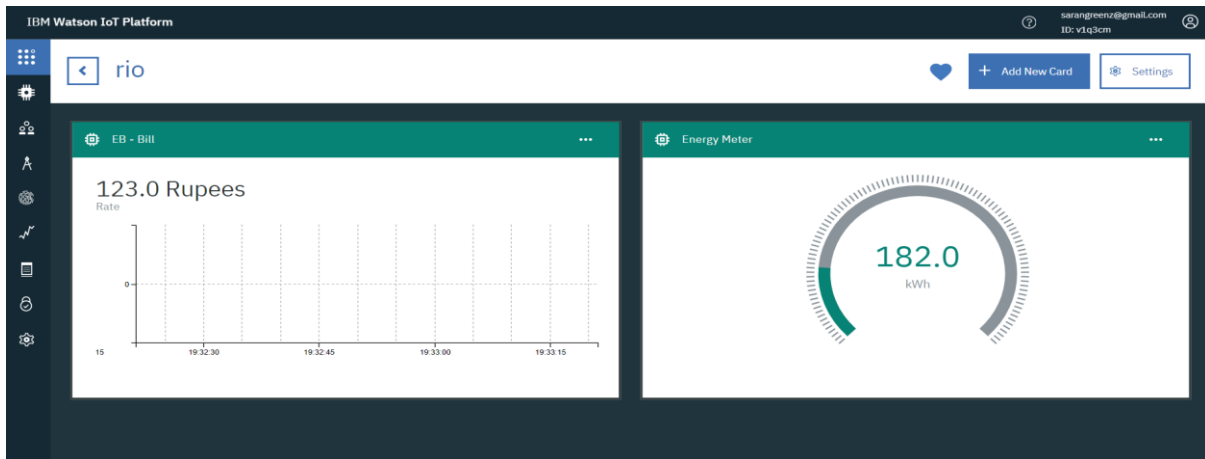 IBM Watson IoT Platform
sarangreenz@gmail.com
ID: v1q3cm
rio
+ Add New Card
Settings
EB - Bill
Energy Meter
123.0 Rupees
Rate
0
15 19:32:30 19:32:45 19:33:00 19:33:15
182.0
kWh